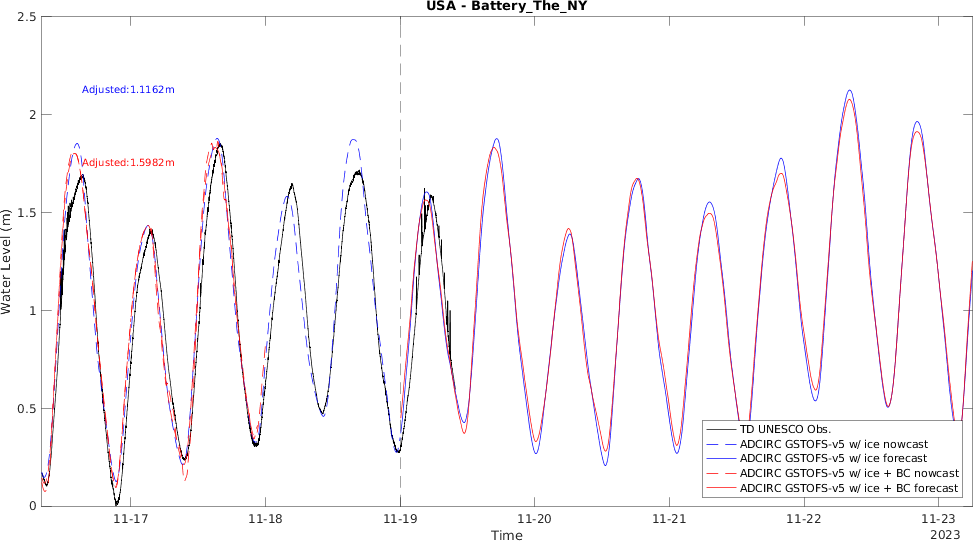 USA - Battery_The_NY
2.5
2
1.5
1
0.5
0
Water Level (m)
Adjusted:1.1162m
Adjusted:1.5982m
TD UNESCO Obs.
ADCIRC GSTOFS-v5 w/ ice nowcast
ADCIRC GSTOFS-v5 w/ ice forecast
ADCIRC GSTOFS-v5 w/ ice + BC nowcast
ADCIRC GSTOFS-v5 w/ ice + BC forecast
11-17 11-18 11-19 11-20 11-21 11-22 11-23
Time
2023